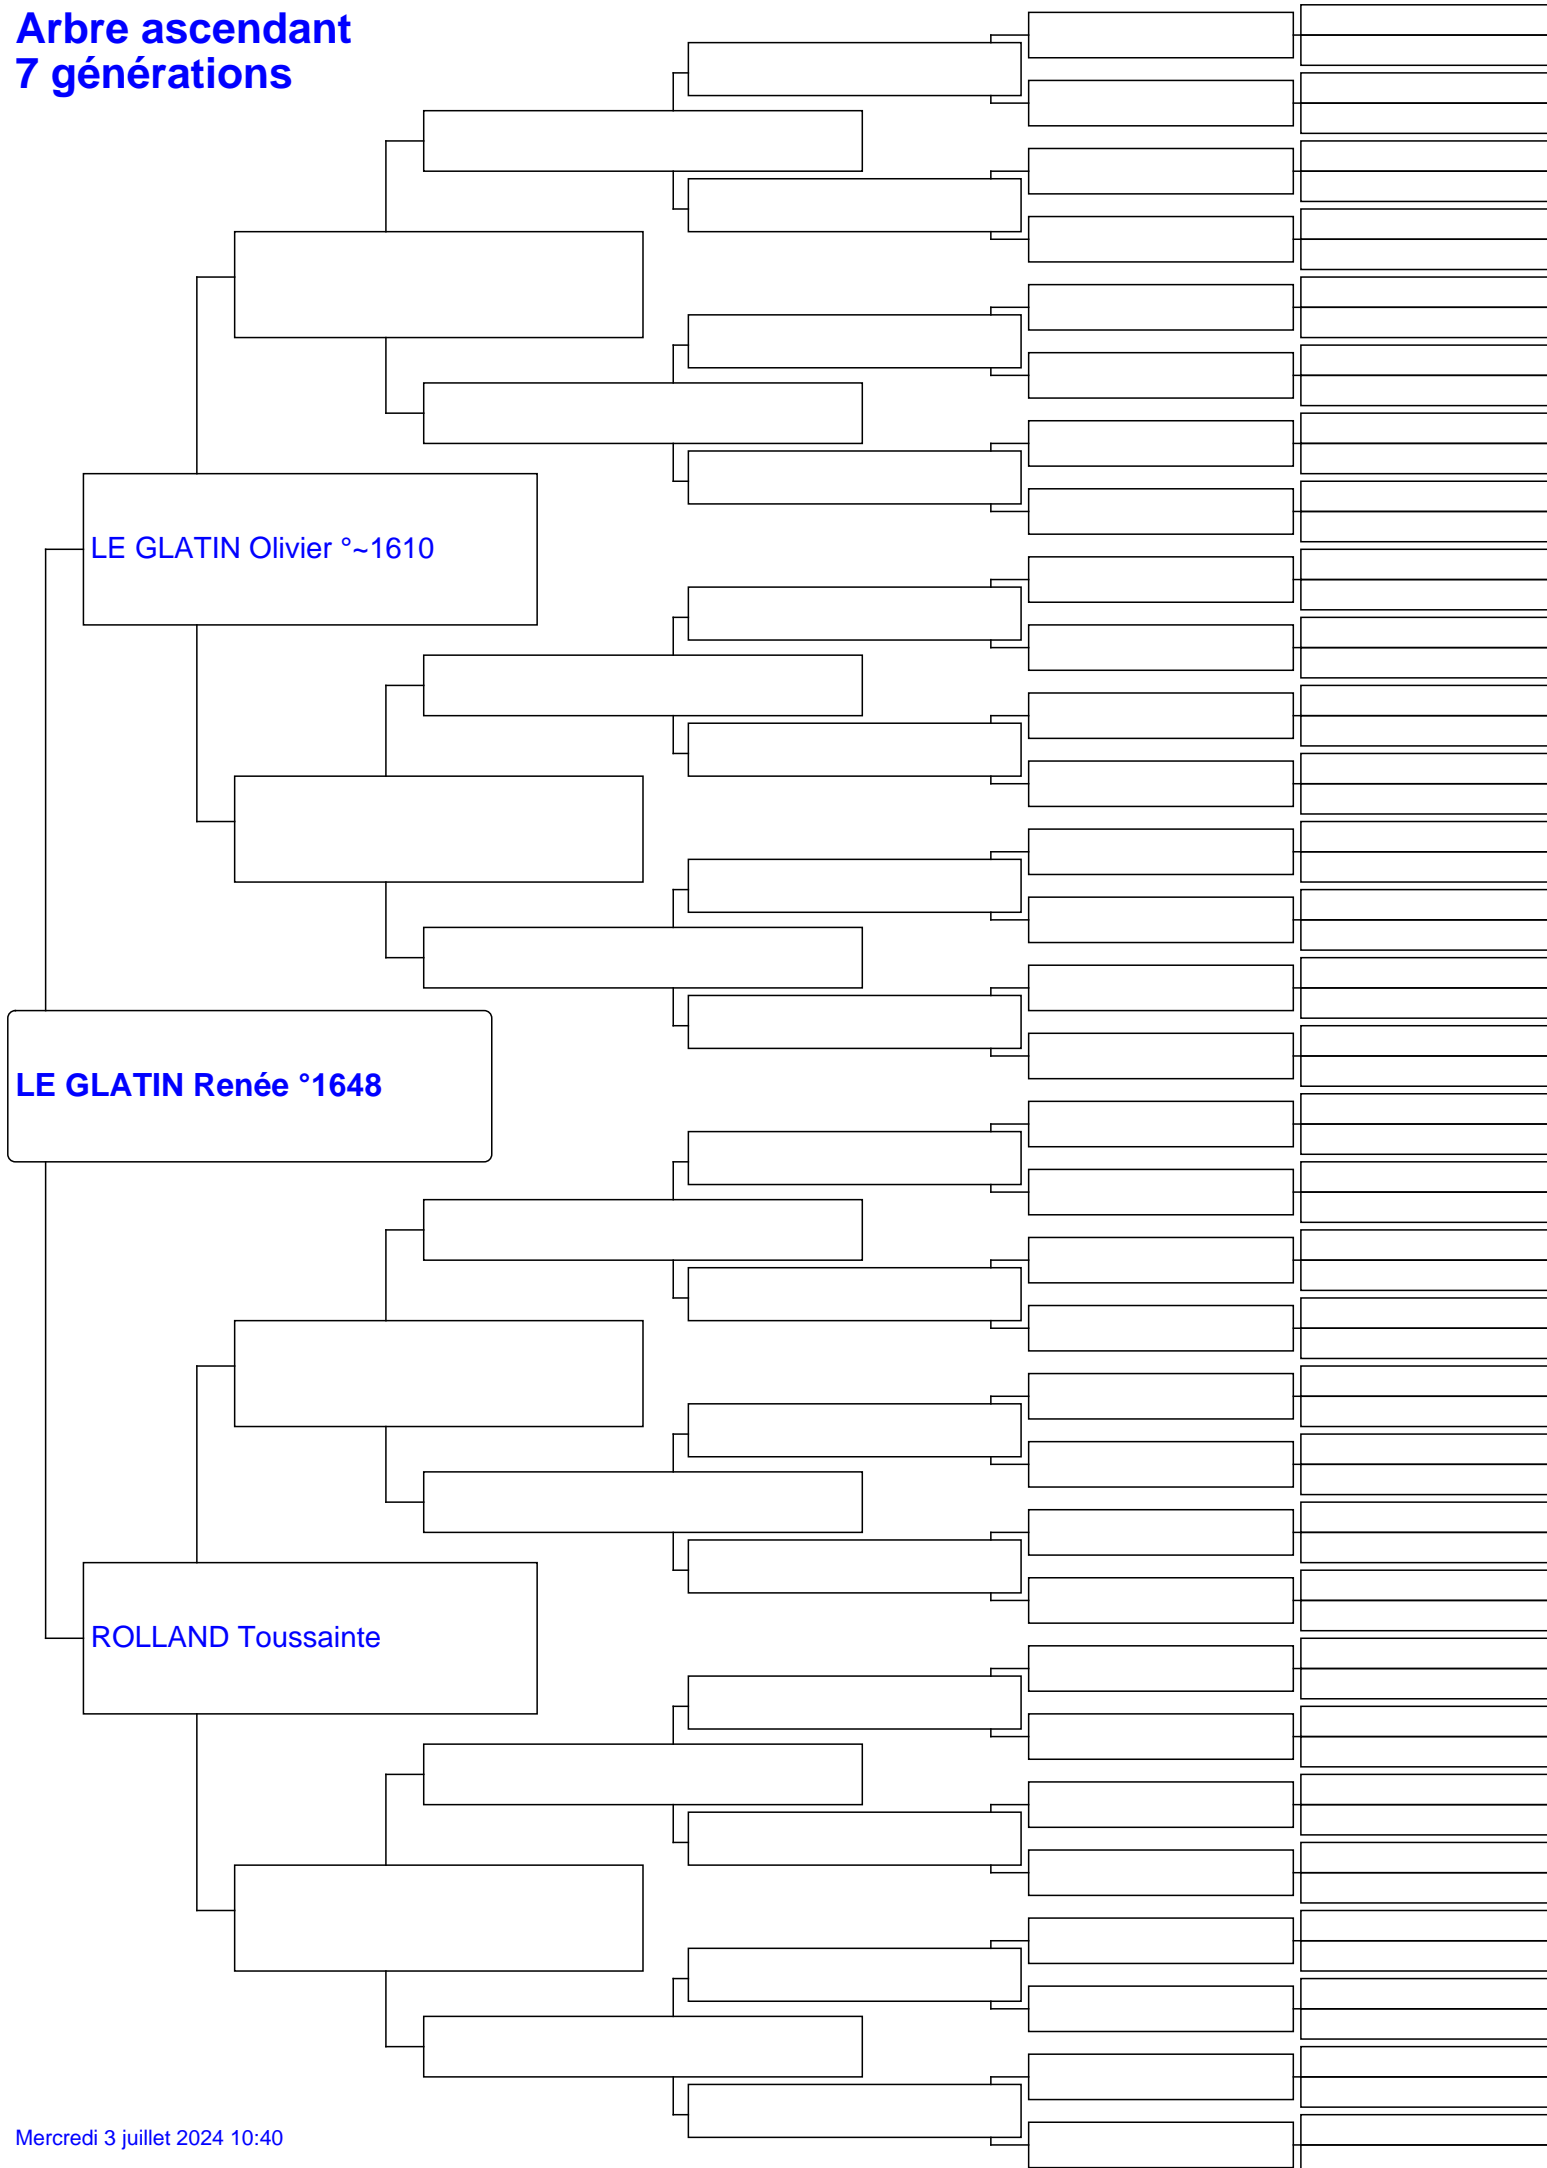 Arbre ascendant
7 générations
LE GLATIN Olivier °~1610
LE GLATIN Renée °1648
ROLLAND Toussainte
Mercredi 3 juillet 2024 10:40